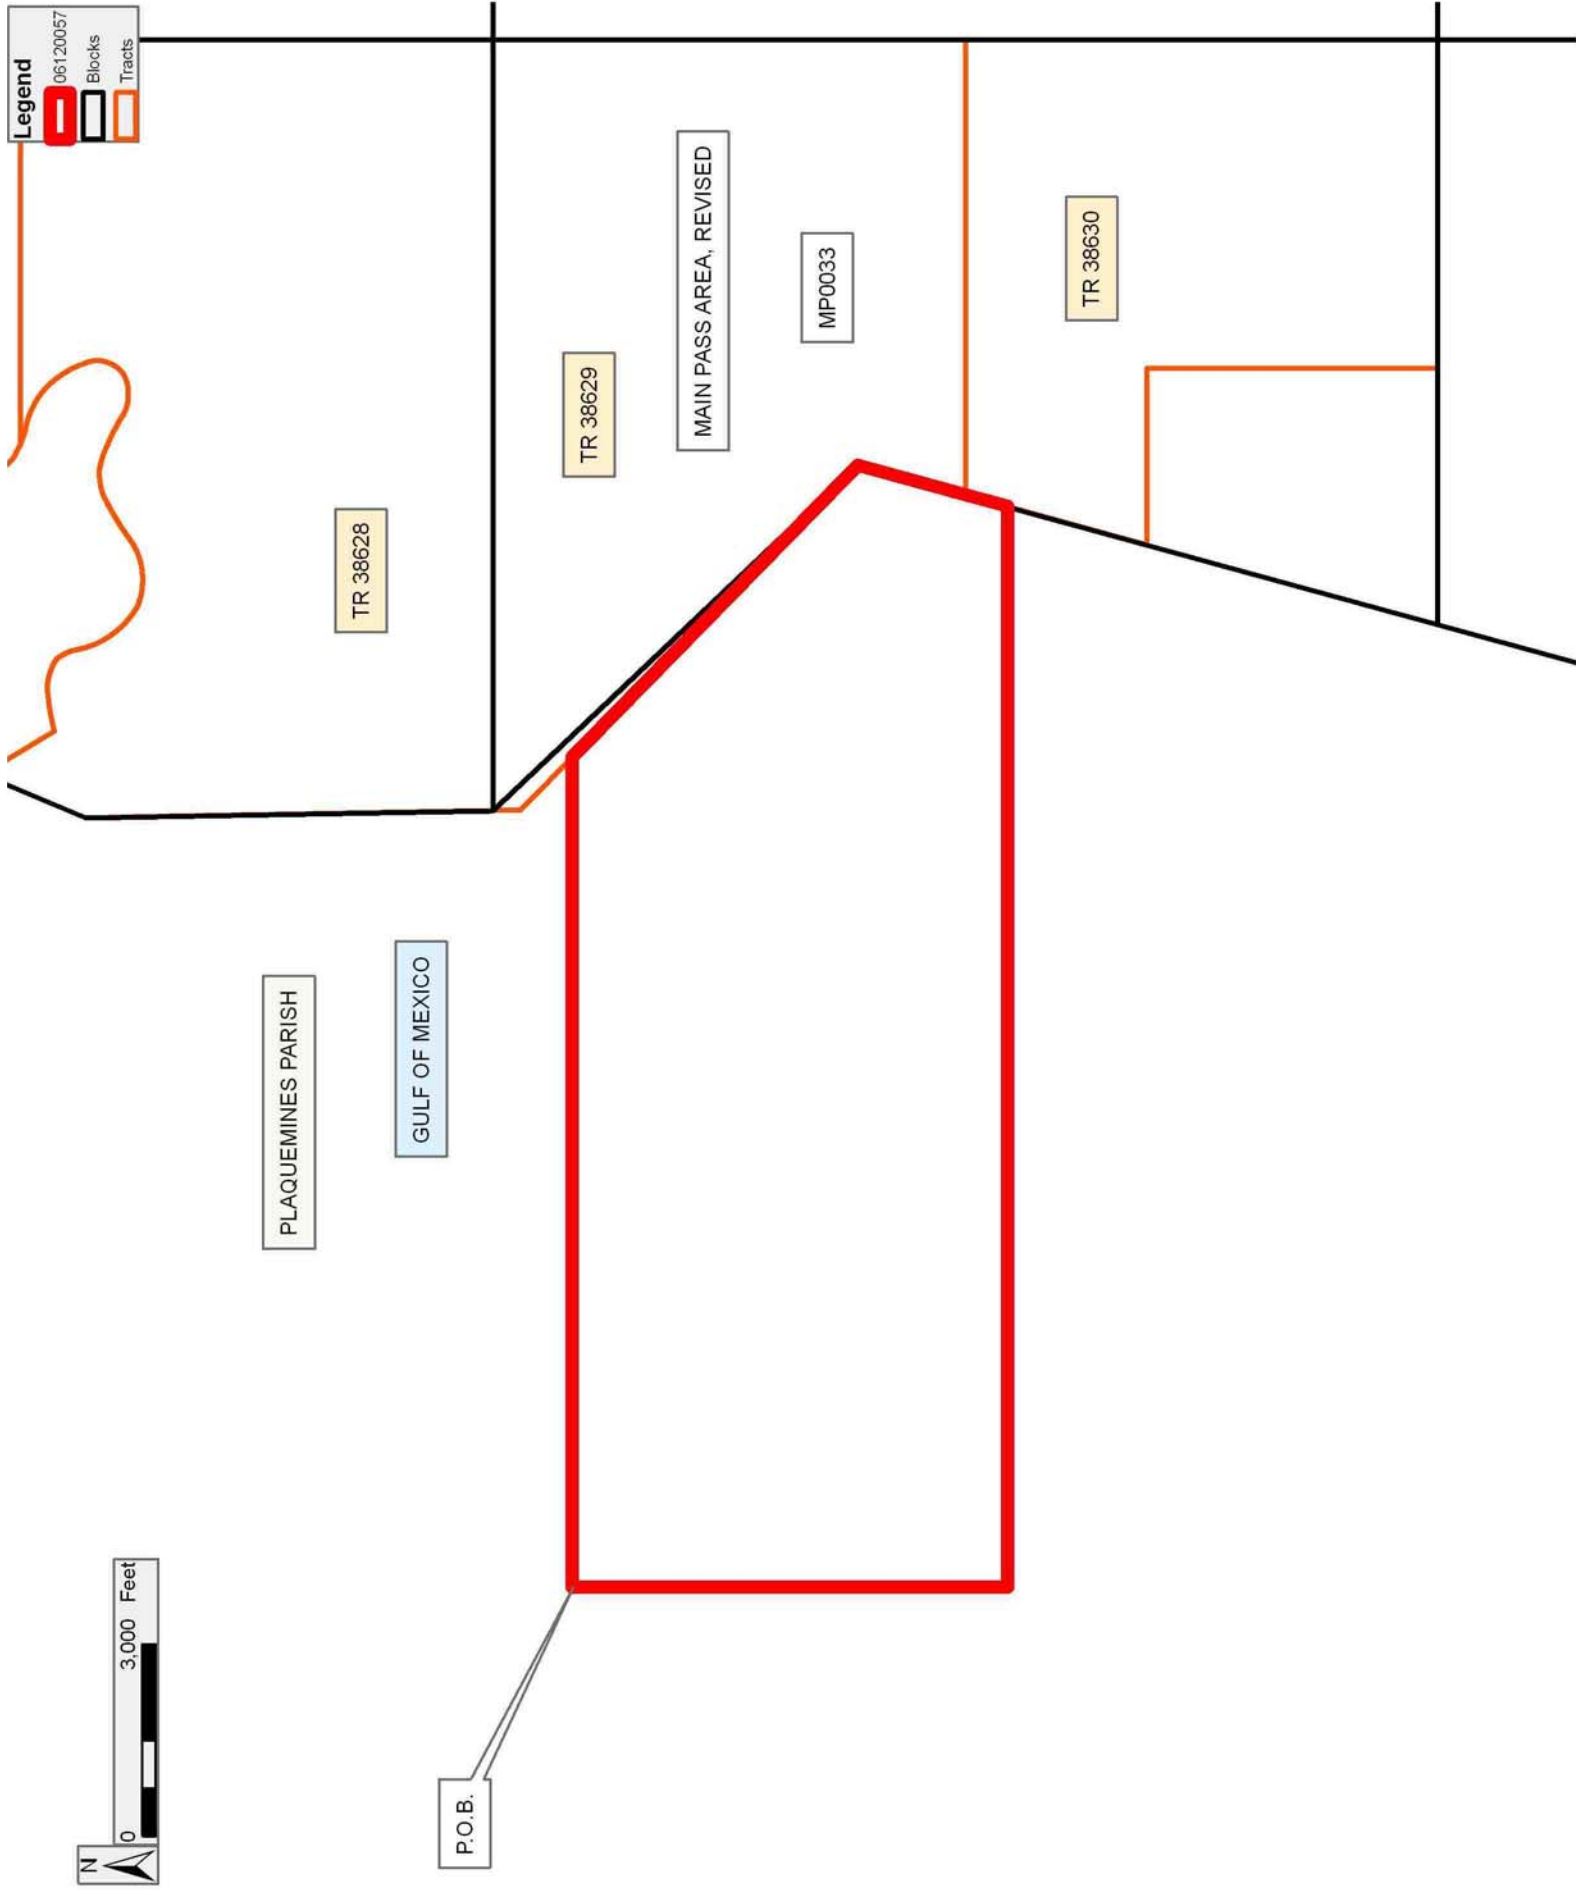 N
0
3,000 Feet
Legend
06120057
Blocks
Tracts
PLAQUEMINES PARISH
TR 38628
GULF OF MEXICO
P.O.B.
TR 38629
MAIN PASS AREA, REVISED
MP0033
TR 38630